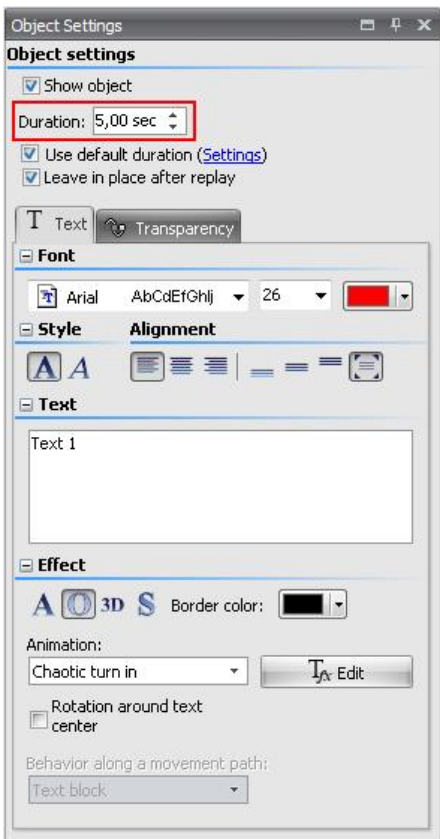 Object Settings
Object settings
Show object
Duration: 5,00 sec
Use default duration (Settings)
Leave in place after replay
T Text Transparency
Font
Arial AbCdEfGhIj 26
Style Alignment
A A
Text
Text 1
Effect
A O 3D S Border color:
Animation:
Chaotic turn in Tfx Edit
Rotation around text
center
Behavior along a movement path:
Text block